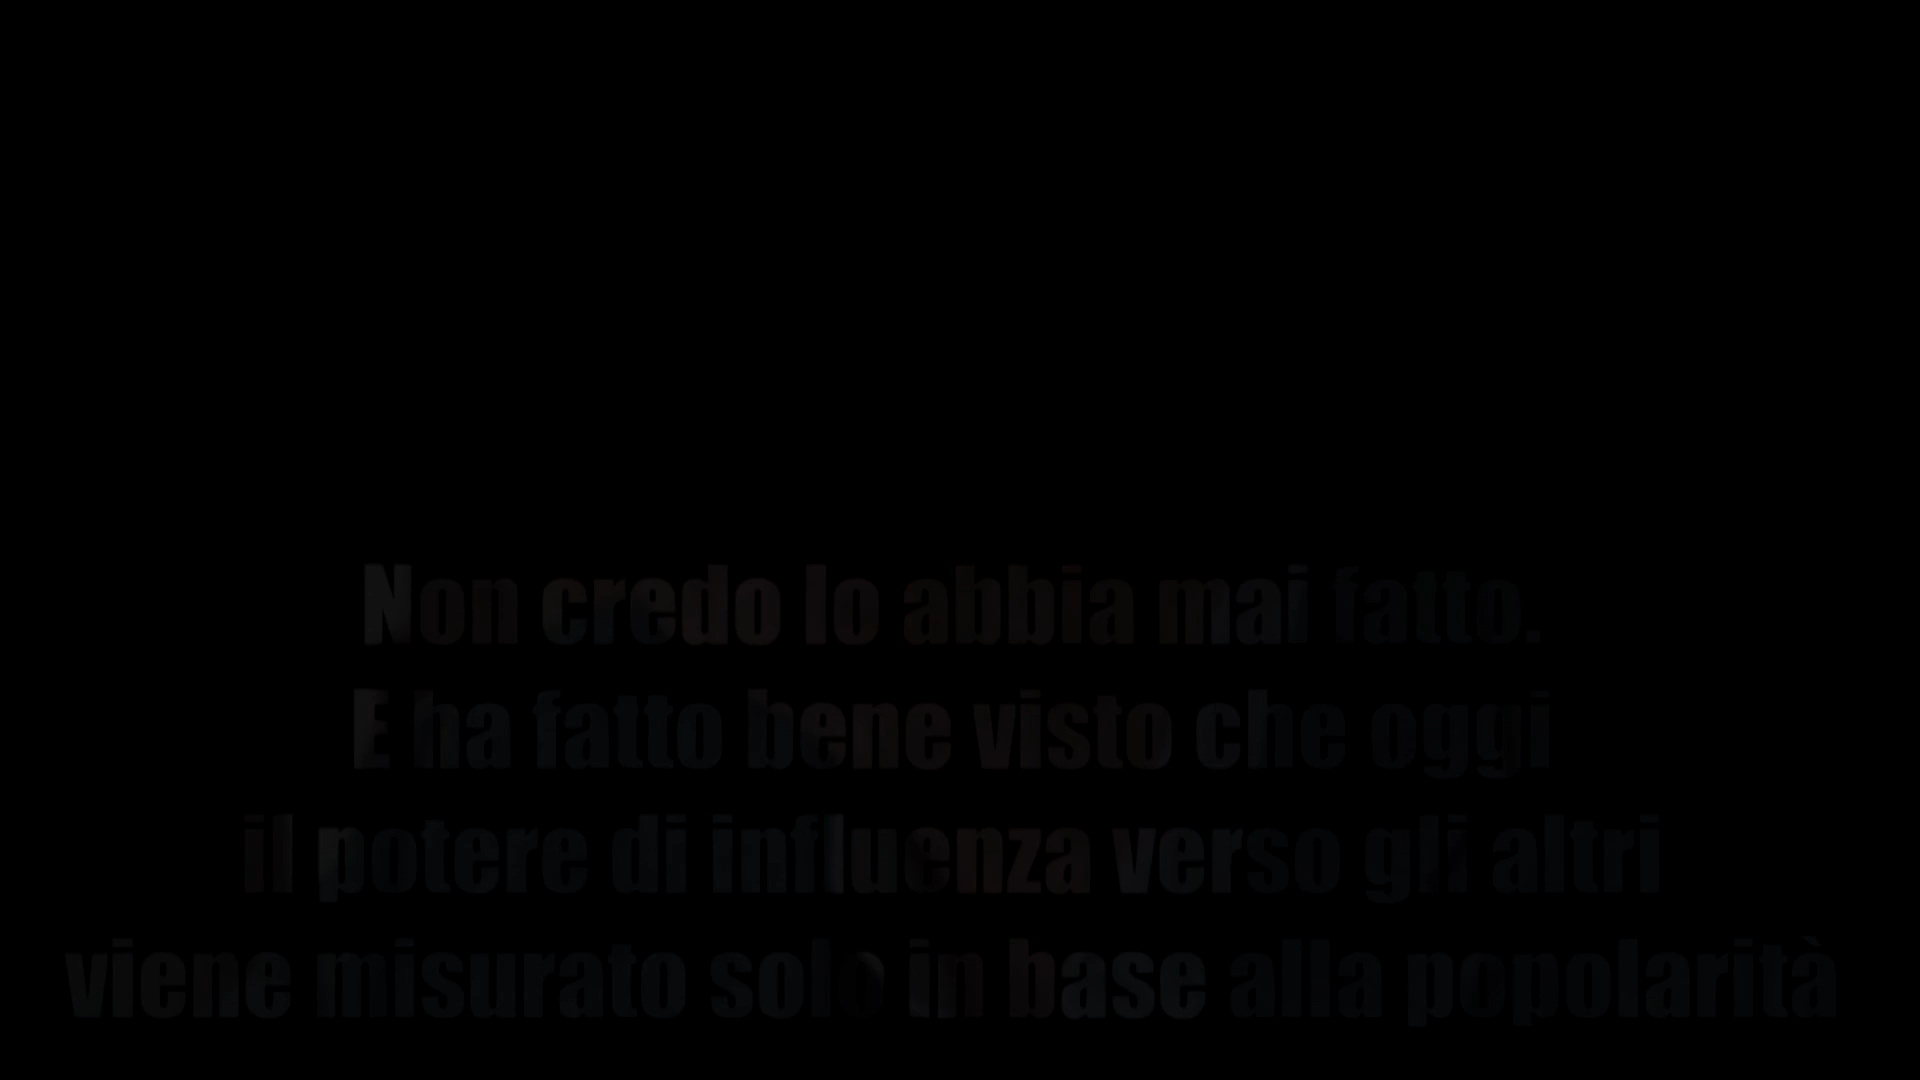 Non credo lo abbia mai fatto.
E ha fatto bene visto che oggi
il potere di influenza verso gli altri
viene misurato solo in base alla popolarità